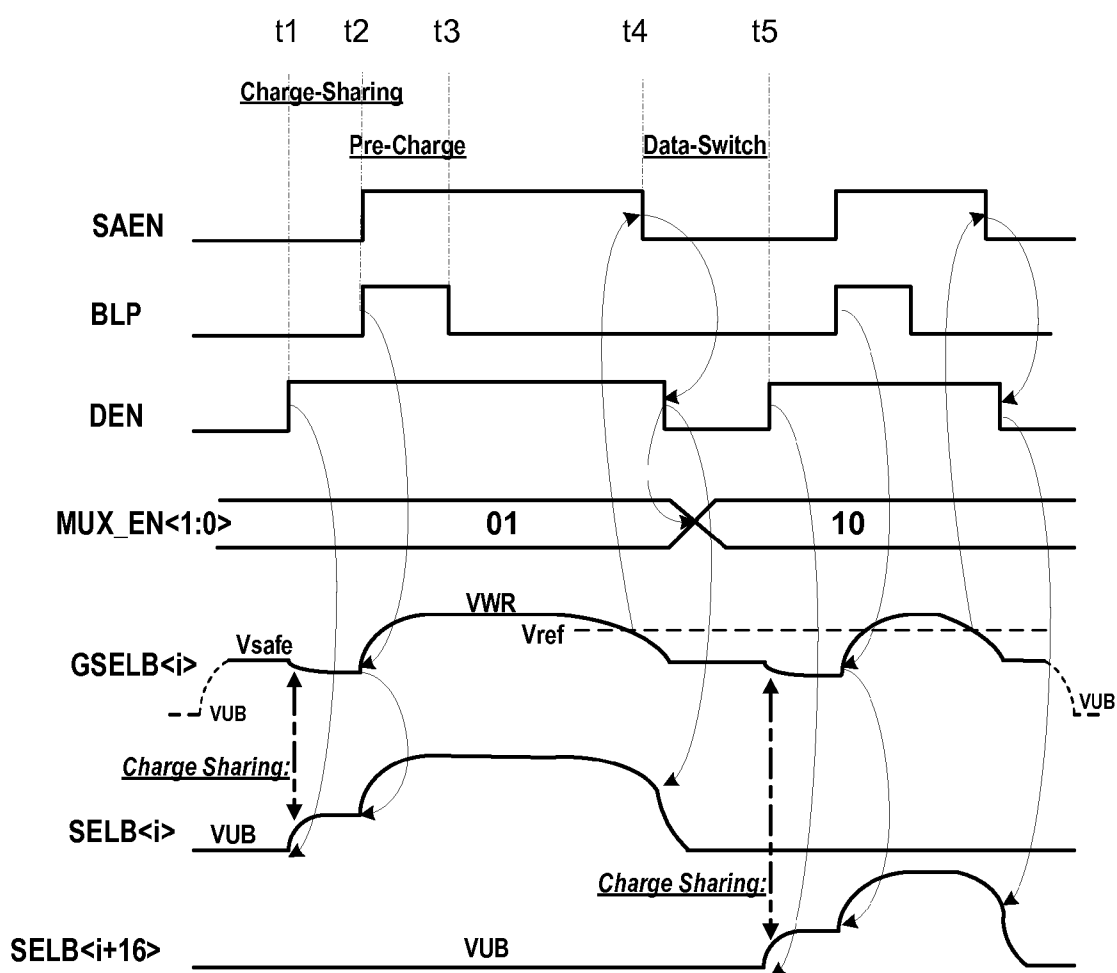 t1 t2 t3 t4 t5
Charge-Sharing
Pre-Charge Data-Switch
SAEN
BLP
DEN
MUX_EN<1:0> 01 10
VWR
Vsafe Vref
GSELB<i>
VUB VUB
Charge Sharing:
SELB<i> VUB
Charge Sharing:
SELB<i+16> VUB